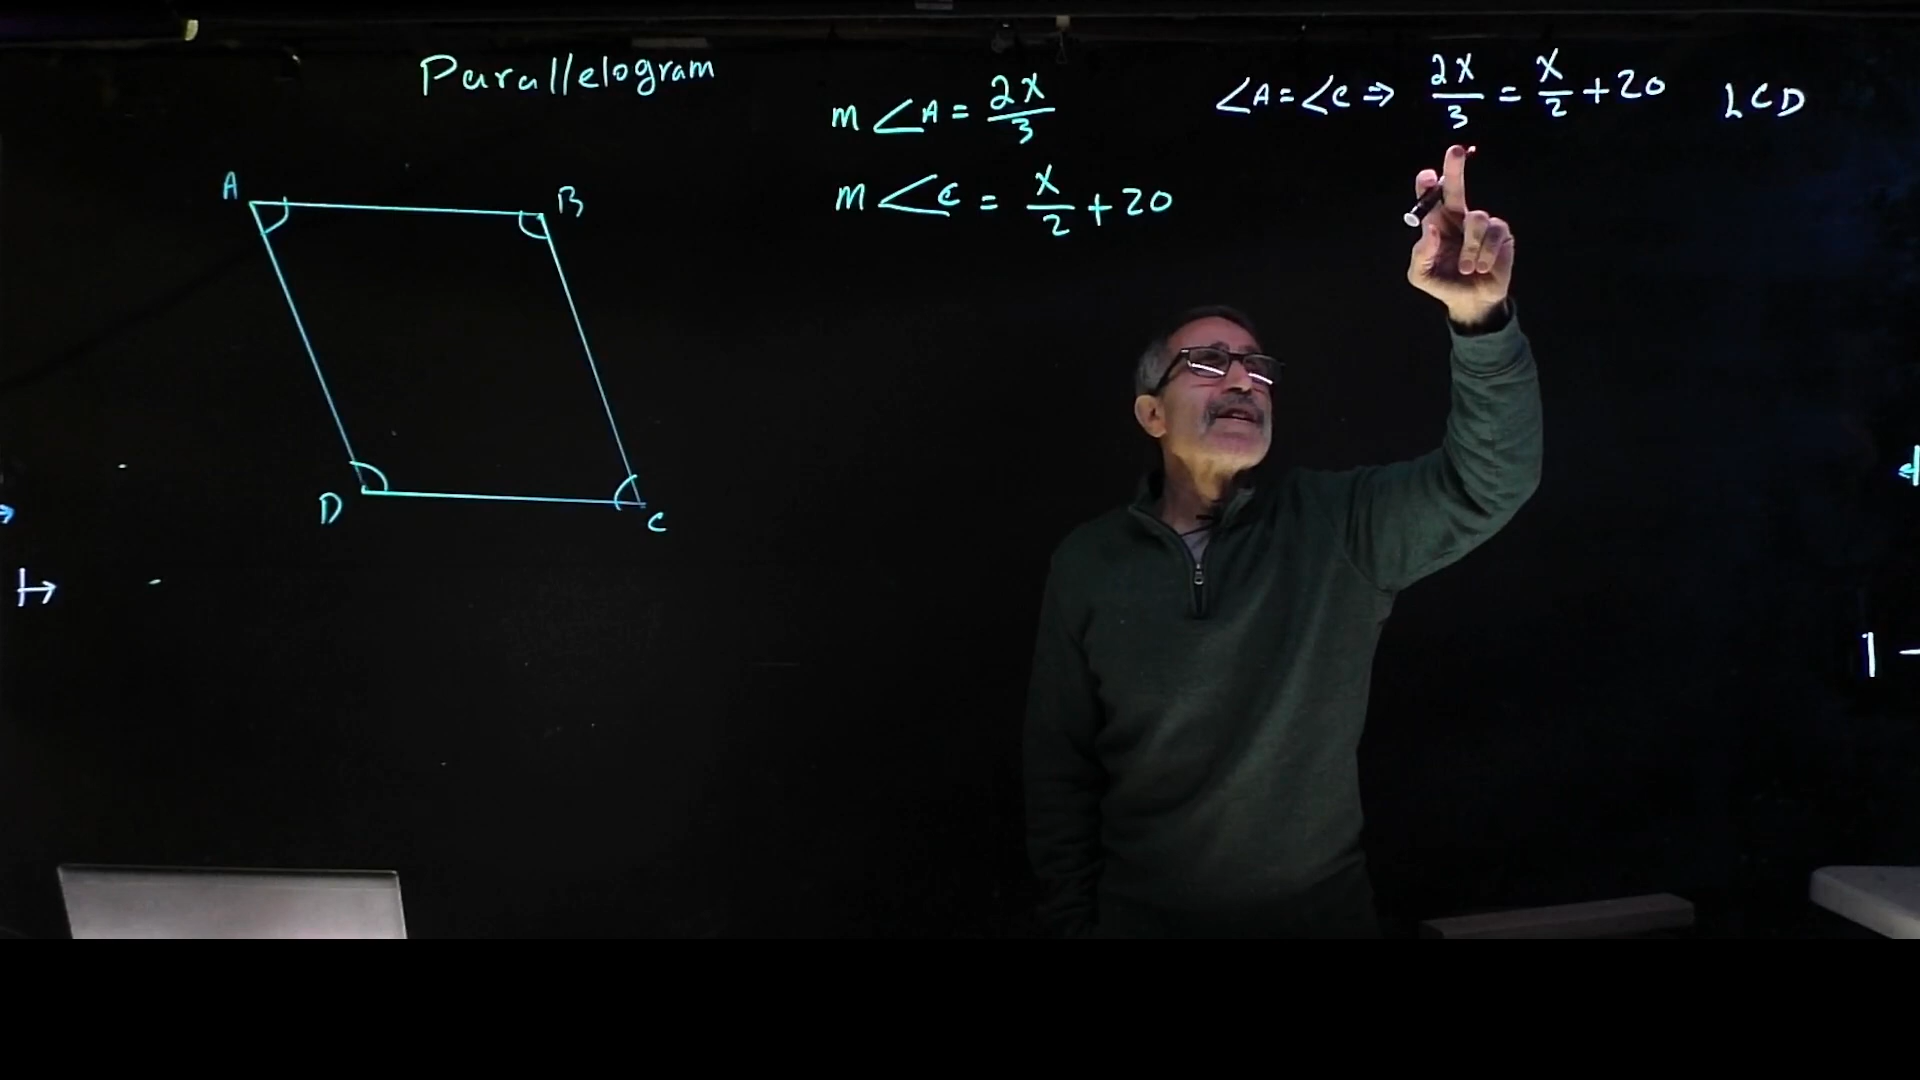 Parallelogram
m∠A = 2x/3
m∠C = x/2 + 20
∠A = ∠C ⇒ 2x/3 = x/2 + 20 LCD
A
B
D
C